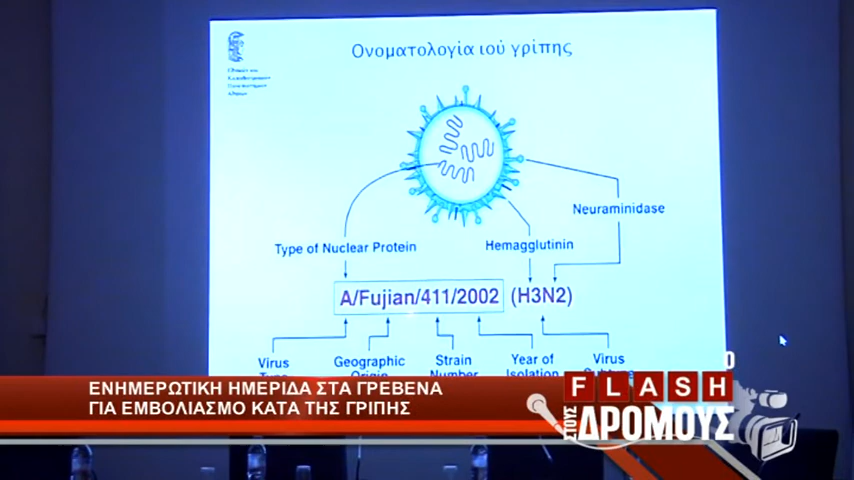 Ονοματολογία ιού γρίπης
Neuraminidase
Type of Nuclear Protein
Hemagglutinin
A/Fujian/411/2002 (H3N2)
Virus
Geographic
Strain
Year of
Virus
Origin
Number
Isolation
ΕΝΗΜΕΡΩΤΙΚΗ ΗΜΕΡΙΔΑ ΣΤΑ ΓΡΕΒΕΝΑ
ΓΙΑ ΕΜΒΟΛΙΑΣΜΟ ΚΑΤΑ ΤΗΣ ΓΡΙΠΗΣ
Ο
FLASH
ΣΤΟΥΣ
ΔΡΟΜΟΥΣ